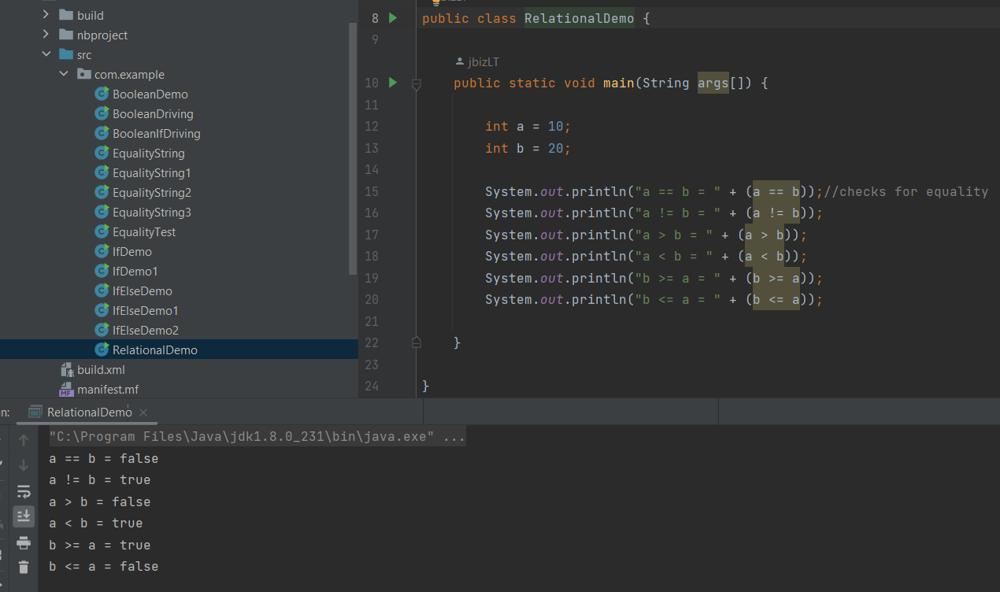 build
nbproject
src
com.example
BooleanDemo
BooleanDriving
BooleanIfDriving
EqualityString
EqualityString1
EqualityString2
EqualityString3
EqualityTest
IfDemo
IfDemo1
IfElseDemo
IfElseDemo1
IfElseDemo2
RelationalDemo
build.xml
MF manifest.mf
8 public class RelationalDemo {
9
jbizLT
10 public static void main(String args[]) {
11
12 int a = 10;
13 int b = 20;
14
15 System.out.println("a == b = " + (a == b));//checks for equality
16 System.out.println("a != b = " + (a != b));
17 System.out.println("a > b = " + (a > b));
18 System.out.println("a < b = " + (a < b));
19 System.out.println("b >= a = " + (b >= a));
20 System.out.println("b <= a = " + (b <= a));
21
22 }
23
24 }
n: RelationalDemo
"C:\Program Files\Java\jdk1.8.0_231\bin\java.exe" ...
a == b = false
a != b = true
a > b = false
a < b = true
b >= a = true
b <= a = false